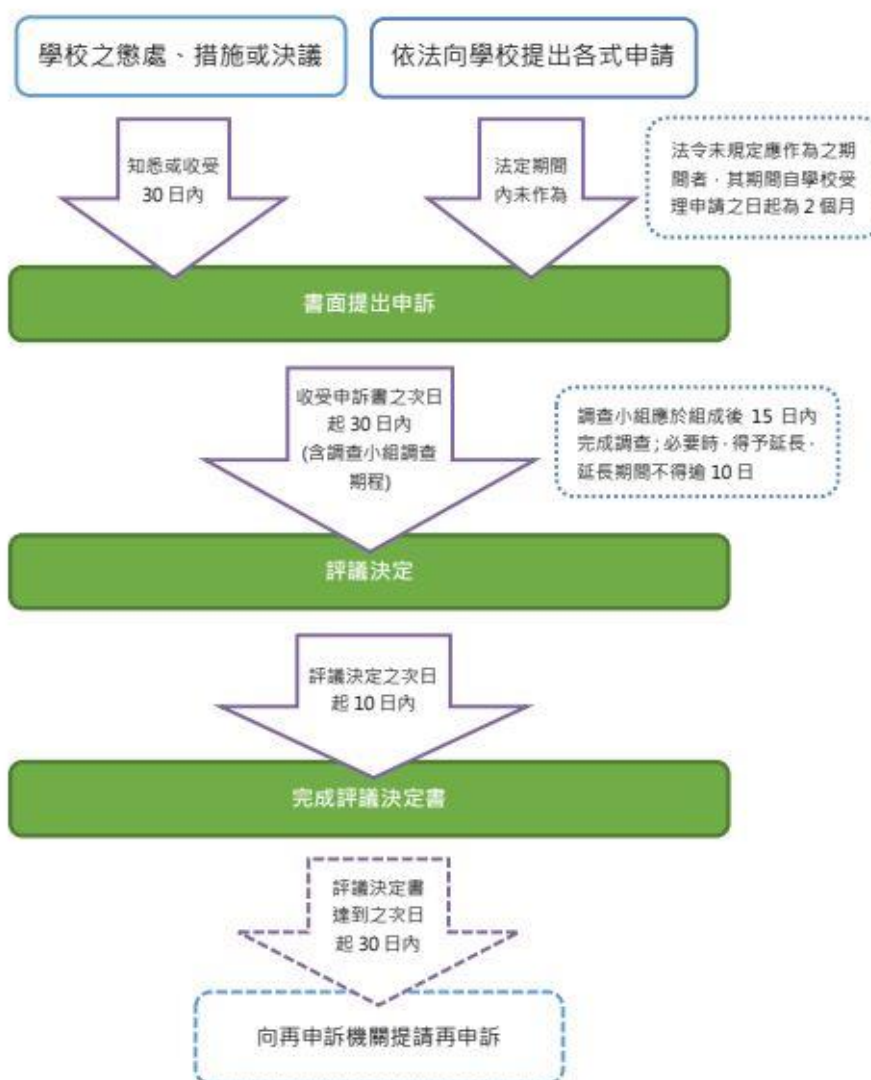 學校之懲處、措施或決議
依法向學校提出各式申請
知悉或收受
30 日內
法定期間
內未作為
法令未規定應作為之期
間者，其期間自學校受
理申請之日起為 2 個月
書面提出申訴
收受申訴書之次日
起 30 日內
(含調查小組調查
期程)
調查小組應於組成後 15 日內
完成調查；必要時，得予延長，
延長期間不得逾 10 日
評議決定
評議決定之次日
起 10 日內
完成評議決定書
評議決定書
達到之次日
起 30 日內
向再申訴機關提請再申訴